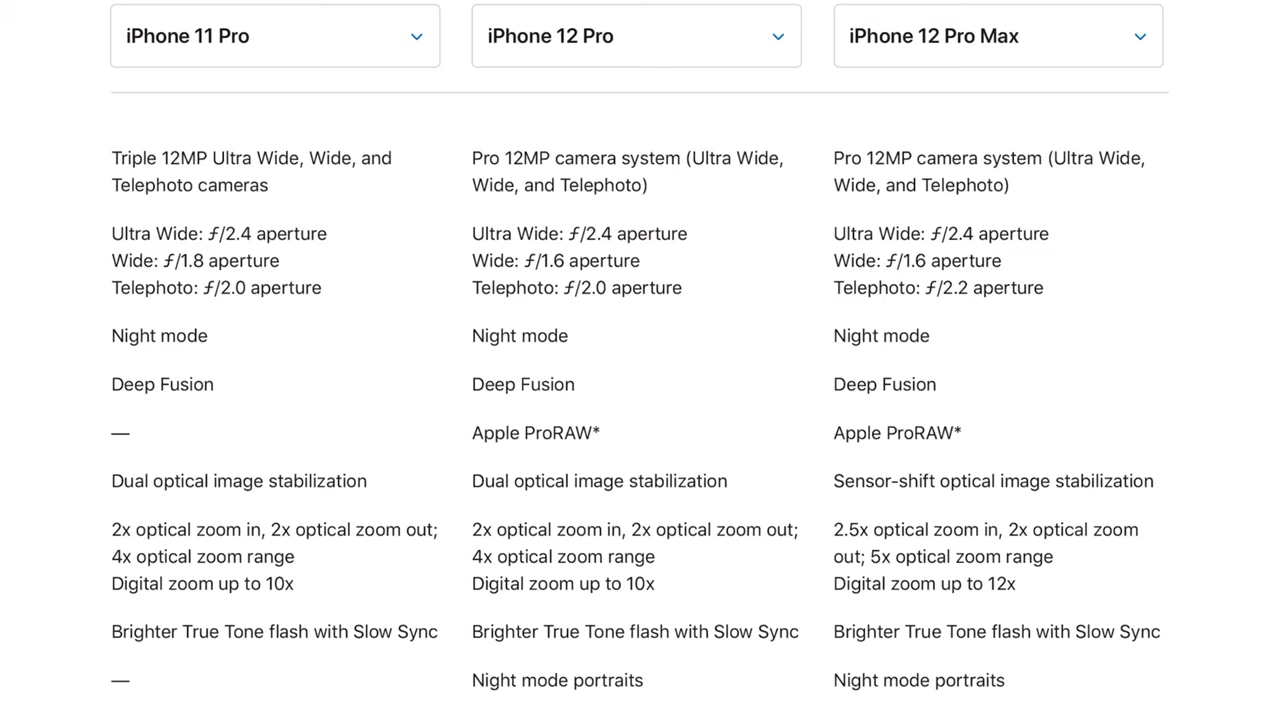 iPhone 11 Pro
iPhone 12 Pro
iPhone 12 Pro Max
Triple 12MP Ultra Wide, Wide, and
Telephoto cameras
Ultra Wide: ƒ/2.4 aperture
Wide: ƒ/1.8 aperture
Telephoto: ƒ/2.0 aperture
Night mode
Deep Fusion
—
Dual optical image stabilization
2x optical zoom in, 2x optical zoom out;
4x optical zoom range
Digital zoom up to 10x
Brighter True Tone flash with Slow Sync
—
Pro 12MP camera system (Ultra Wide,
Wide, and Telephoto)
Ultra Wide: ƒ/2.4 aperture
Wide: ƒ/1.6 aperture
Telephoto: ƒ/2.0 aperture
Night mode
Deep Fusion
Apple ProRAW*
Dual optical image stabilization
2x optical zoom in, 2x optical zoom out;
4x optical zoom range
Digital zoom up to 10x
Brighter True Tone flash with Slow Sync
Night mode portraits
Pro 12MP camera system (Ultra Wide,
Wide, and Telephoto)
Ultra Wide: ƒ/2.4 aperture
Wide: ƒ/1.6 aperture
Telephoto: ƒ/2.2 aperture
Night mode
Deep Fusion
Apple ProRAW*
Sensor-shift optical image stabilization
2.5x optical zoom in, 2x optical zoom
out; 5x optical zoom range
Digital zoom up to 12x
Brighter True Tone flash with Slow Sync
Night mode portraits